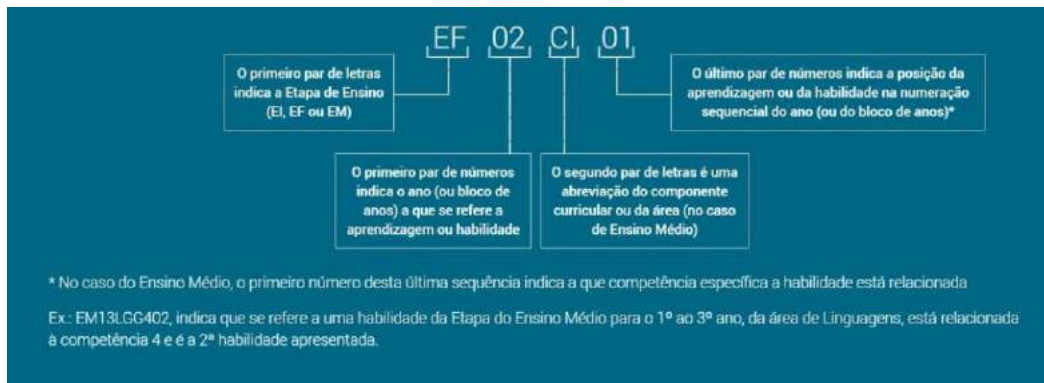 EF 02 CI 01
O primeiro par de letras
indica a Etapa de Ensino
(EI, EF ou EM)
O último par de números indica a posição da
aprendizagem ou da habilidade na numeração
sequencial do ano (ou do bloco de anos)*
O primeiro par de números
indica o ano (ou bloco de
anos) a que se refere a
aprendizagem ou habilidade
O segundo par de letras é uma
abreviação do componente
curricular ou da área (no caso
de Ensino Médio)
* No caso do Ensino Médio, o primeiro número desta última sequência indica a que competência específica a habilidade está relacionada
Ex.: EM13LGG402, indica que se refere a uma habilidade da Etapa do Ensino Médio para o 1º ao 3º ano, da área de Linguagens, está relacionada
à competência 4 e é a 2ª habilidade apresentada.